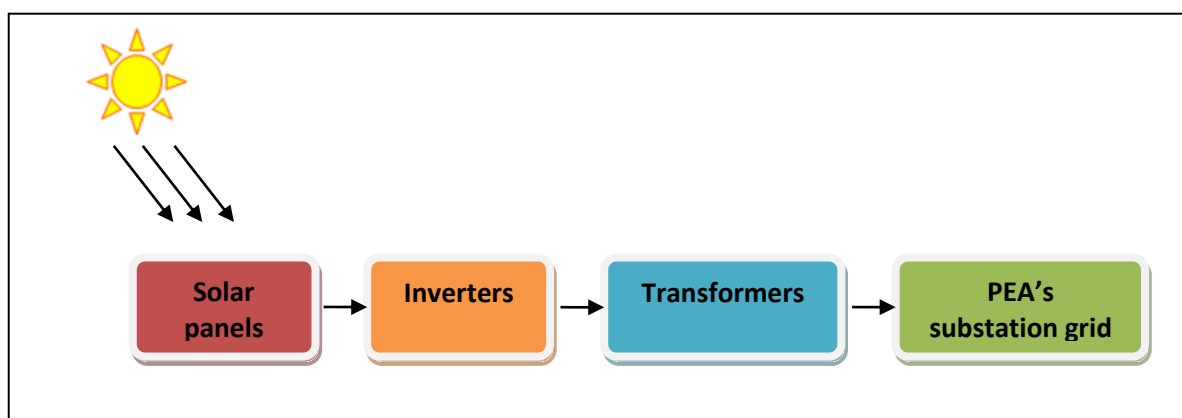 Solar
panels
Inverters
Transformers
PEA’s
substation grid